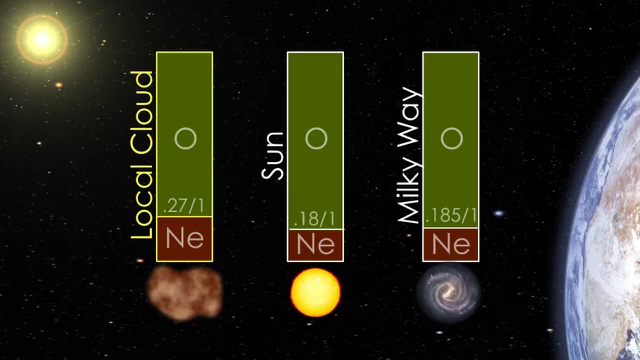 Local Cloud
O
.27/1
Ne
Sun
O
.18/1
Ne
Milky Way
O
.185/1
Ne